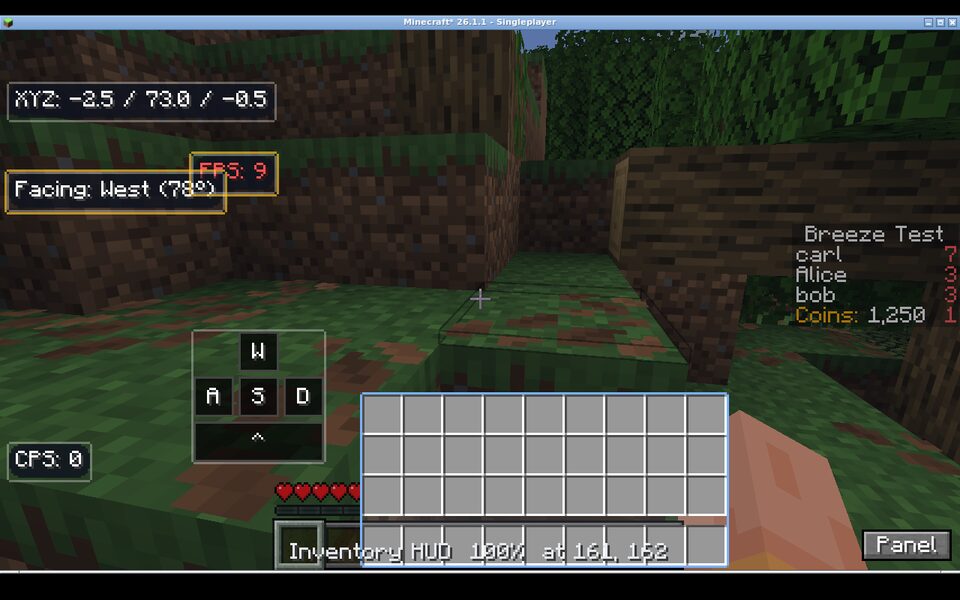 Minecraft* 26.1.1 - Singleplayer
XYZ: -2.5 / 73.0 / -0.5
FPS: 9
Facing: West (78º)
Breeze Test
carl 7
Alice 3
bob 3
Coins: 1,250 1
W
A S D
^
CPS: 0
Inventory HUD 100% at 161, 162
Panel